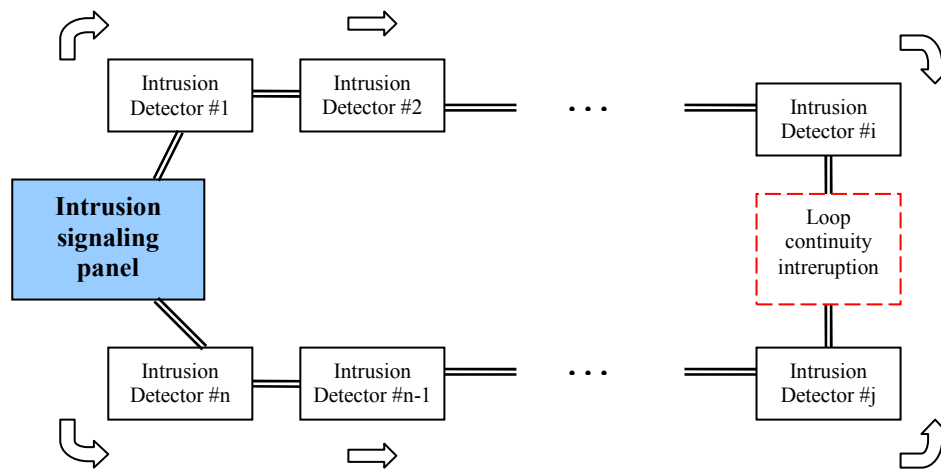 Intrusion
Detector #1
Intrusion
Detector #2
. . .
Intrusion
Detector #i
Intrusion
signaling
panel
Loop
continuity
intreruption
Intrusion
Detector #n
Intrusion
Detector #n-1
. . .
Intrusion
Detector #j